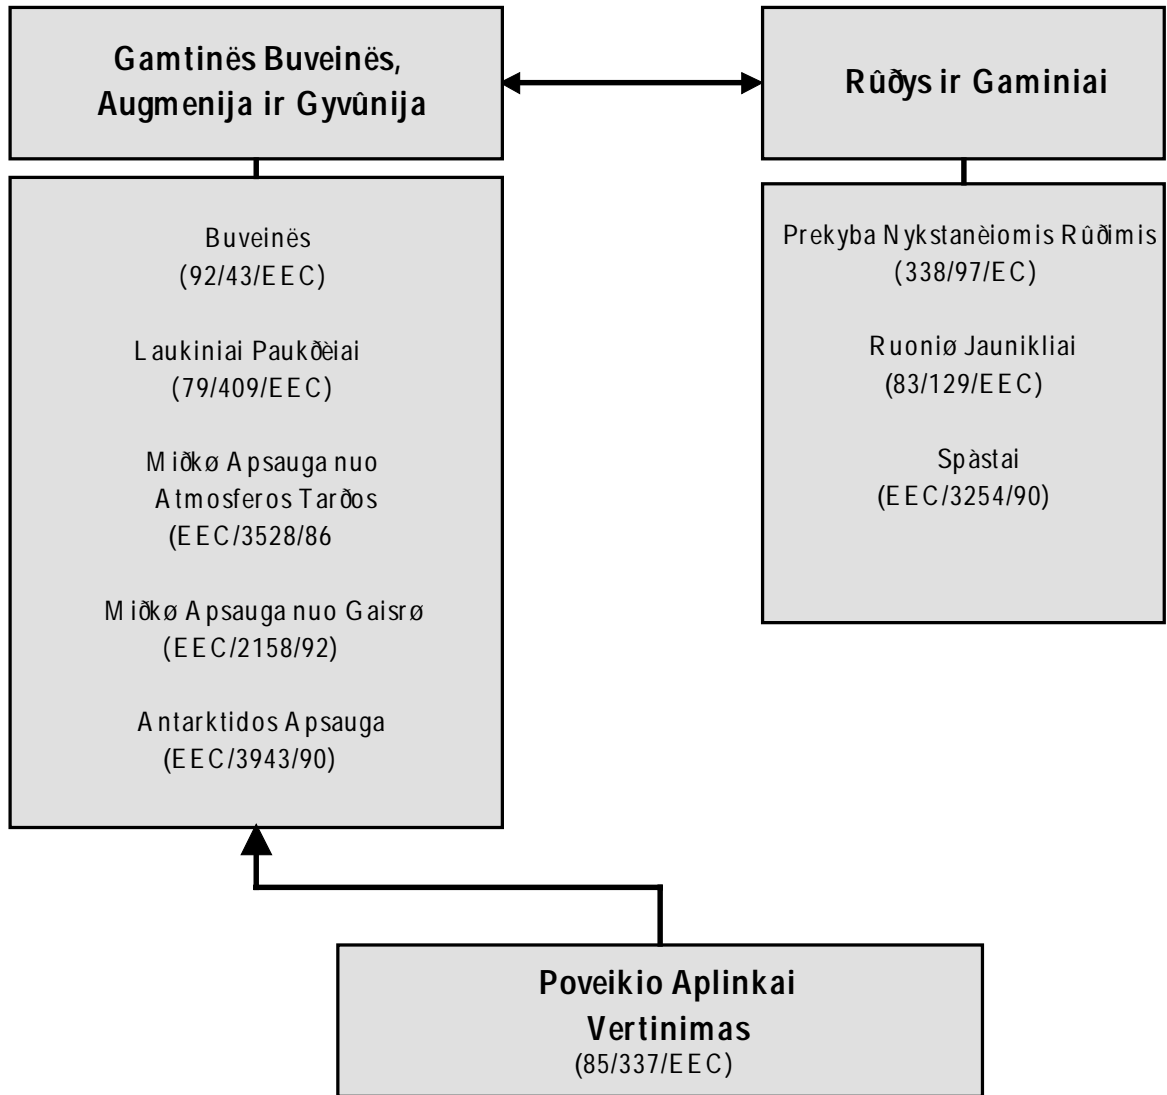 Gamtinës Buveinës,
Augmenija ir Gyvûnija
Rûðys ir Gaminiai
Buveinës
(92/43/EEC)
Laukiniai Paukðèiai
(79/409/EEC)
Miðkø Apsauga nuo
Atmosferos Tarðos
(EEC/3528/86
Miðkø Apsauga nuo Gaisrø
(EEC/2158/92)
Antarktidos Apsauga
(EEC/3943/90)
Prekyba Nykstanèiomis Rûðimis
(338/97/EC)
Ruoniø Jaunikliai
(83/129/EEC)
Spàstai
(EEC/3254/90)
Poveikio Aplinkai
Vertinimas
(85/337/EEC)